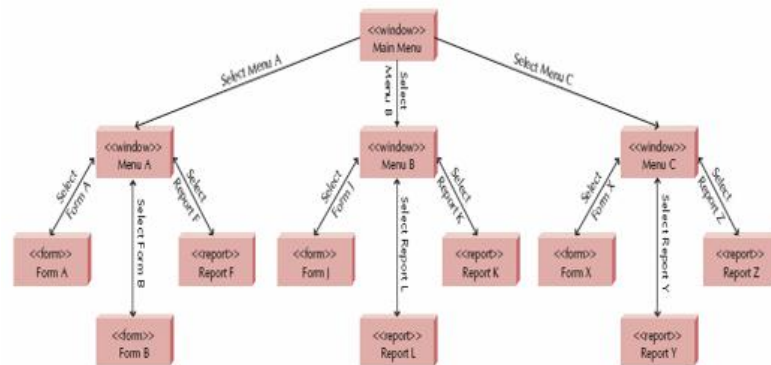 <<window>>
Main Menu
Select Menu A
Select
Menu B
Select Menu C
<<window>>
Menu A
<<window>>
Menu B
<<window>>
Menu C
Select
Form A
Select Form B
Select
Report F
Select
Form J
Select Report L
Select
Report K
Select
Form X
Select Report Y
Select
Report Z
<<form>>
Form A
<<report>>
Report F
<<form>>
Form J
<<report>>
Report K
<<form>>
Form X
<<report>>
Report Z
<<form>>
Form B
<<report>>
Report L
<<report>>
Report Y